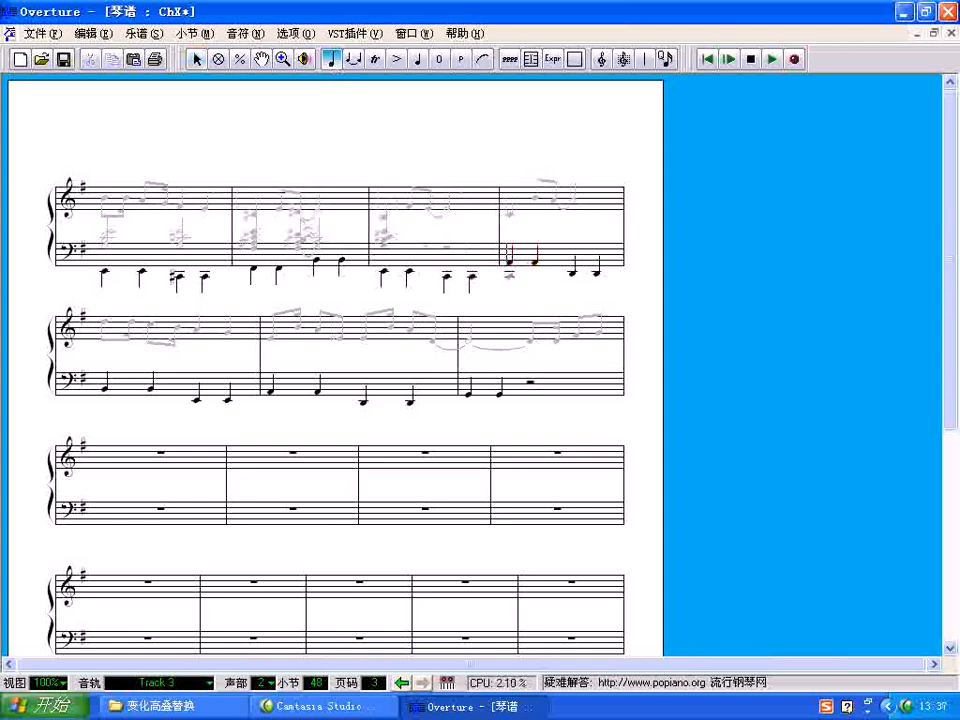 Overture - [琴谱 : ChX*]
文件(F) 编辑(E) 乐谱(S) 小节(M) 音符(N) 选项(O) VST插件(V) 窗口(W) 帮助(H)
Expr
视图 100% 音轨 Track 3 声部 2 小节 48 页码 3 CPU: 2.10 % 疑难解答: http://www.popiano.org 流行钢琴网
开始 变化高叠替换 Camtasia Studio Overture - [琴谱 : 13:37